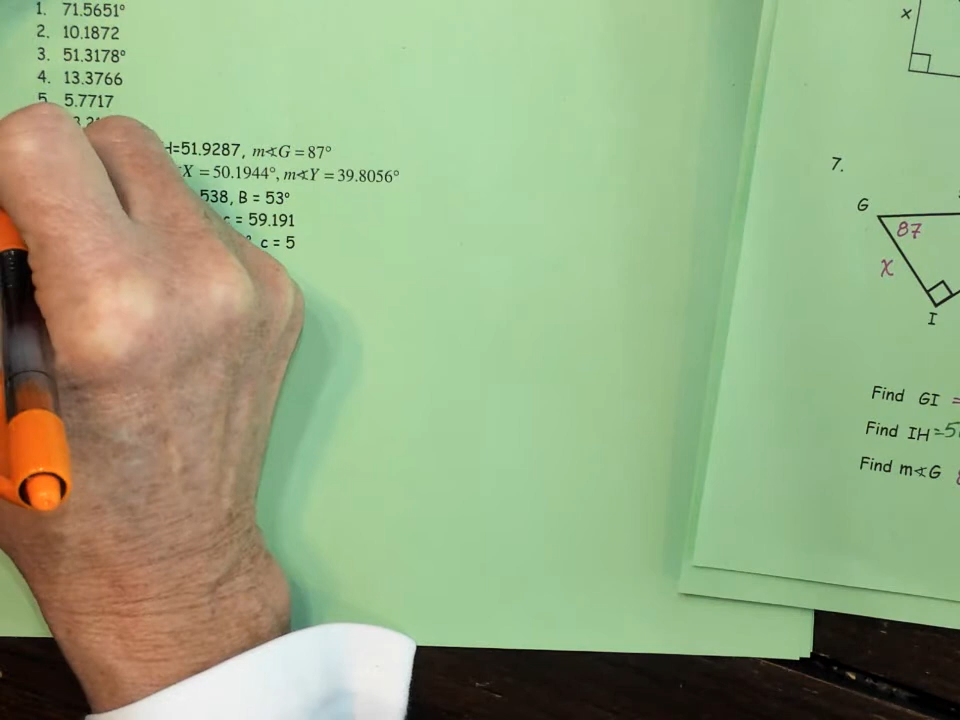 1. 71.5651°
2. 10.1872
3. 51.3178°
4. 13.3766
5. 5.7717
H=51.9287, m∢G = 87°
X = 50.1944°, m∢Y = 39.8056°
538, B = 53°
c = 59.191
c = 5
x
7.
G
87
x
I
Find GI =
Find IH =5
Find m∢G